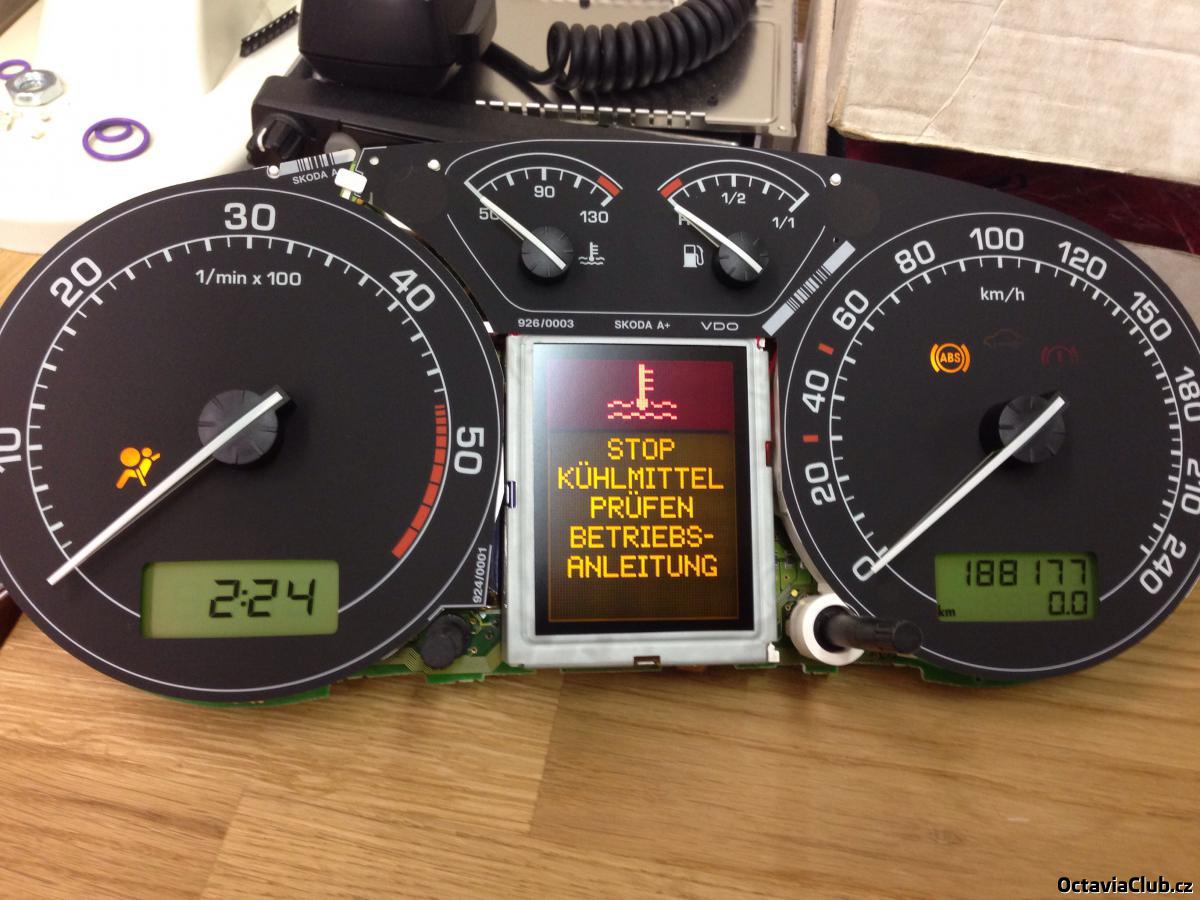 SKODA A
50
90
130
R
1/2
1/1
926/0003
SKODA A+
VDO
10
20
30
40
50
1/min x 100
924/0001
2:24
STOP
KÜHLMITTEL
PRÜFEN
BETRIEBS-
ANLEITUNG
0
20
40
60
80
100
120
150
180
210
240
km/h
ABS
188177
km
0.0
OctaviaClub.cz